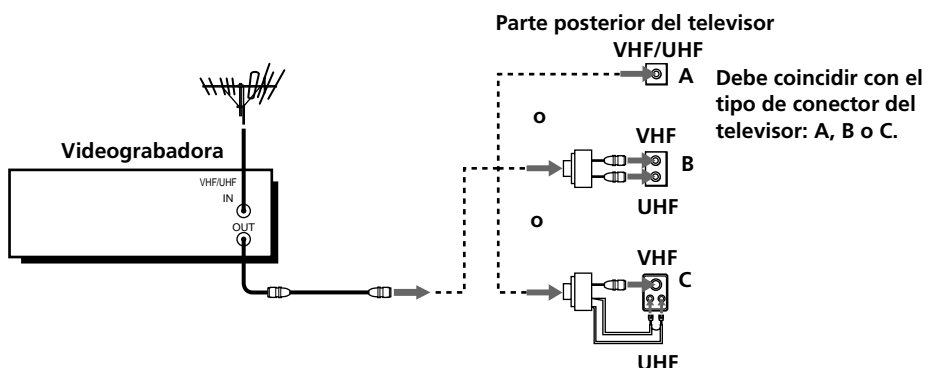 Parte posterior del televisor
VHF/UHF
A
Debe coincidir con el
tipo de conector del
televisor: A, B o C.
o
Videograbadora
VHF
B
VHF/UHF
IN
UHF
OUT
o
VHF
C
UHF